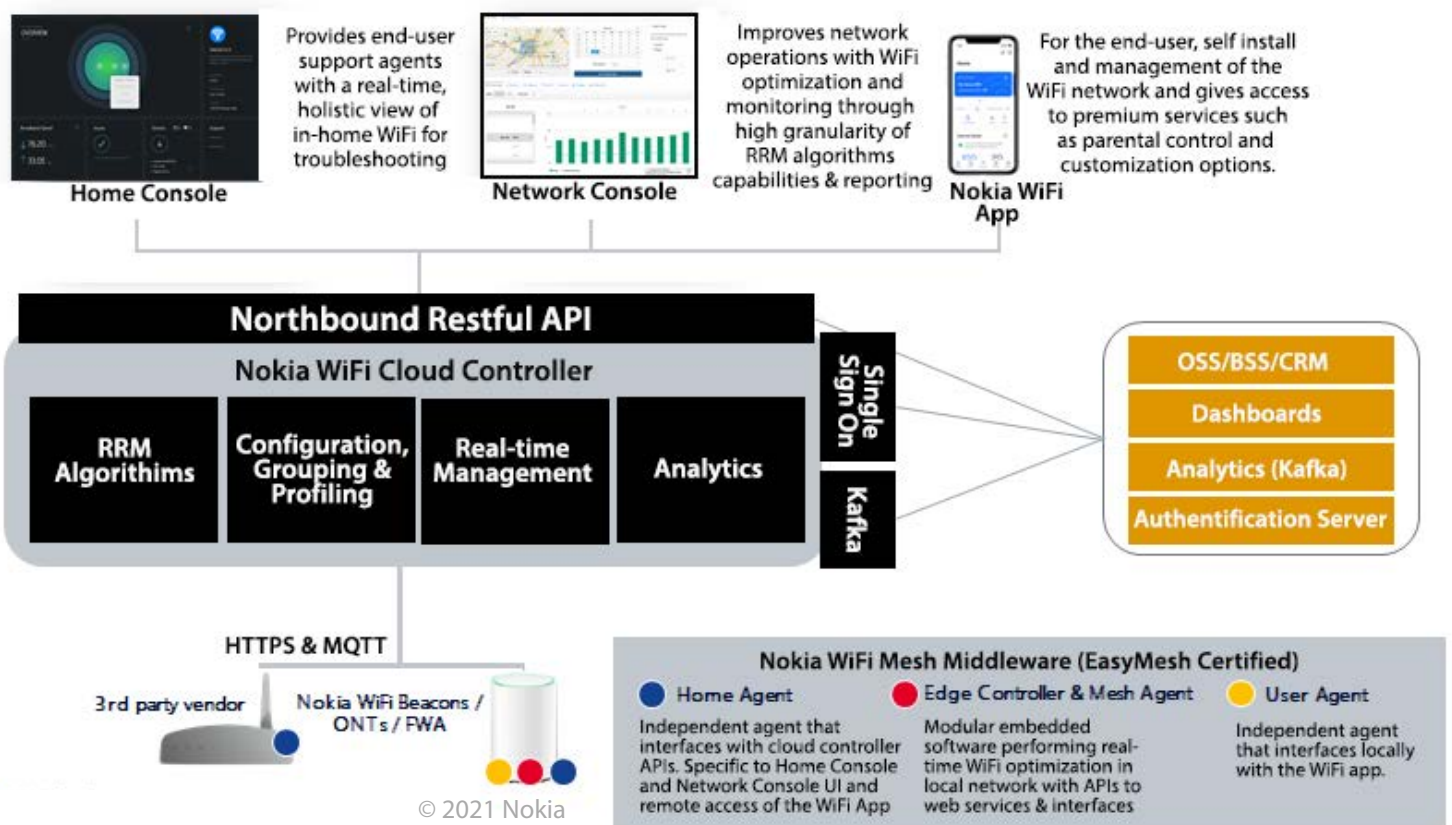 Provides end-user
support agents
with a real-time,
holistic view of
in-home WiFi for
troubleshooting
Home Console
Improves network
operations with WiFi
optimization and
monitoring through
high granularity of
RRM algorithms
capabilities & reporting
Network Console
For the end-user, self install
and management of the
WiFi network and gives access
to premium services such
as parental control and
customization options.
Nokia WiFi
App
Northbound Restful API
Nokia WiFi Cloud Controller
RRM
Algorithims
Configuration,
Grouping &
Profiling
Real-time
Management
Analytics
Single
Sign On
Kafka
OSS/BSS/CRM
Dashboards
Analytics (Kafka)
Authentification Server
HTTPS & MQTT
3rd party vendor
Nokia WiFi Beacons /
ONTs / FWA
Nokia WiFi Mesh Middleware (EasyMesh Certified)
Home Agent
Independent agent that
interfaces with cloud controller
APIs. Specific to Home Console
and Network Console UI and
remote access of the WiFi App
Edge Controller & Mesh Agent
Modular embedded
software performing real-
time WiFi optimization in
local network with APIs to
web services & interfaces
User Agent
Independent agent
that interfaces locally
with the WiFi app.
© 2021 Nokia